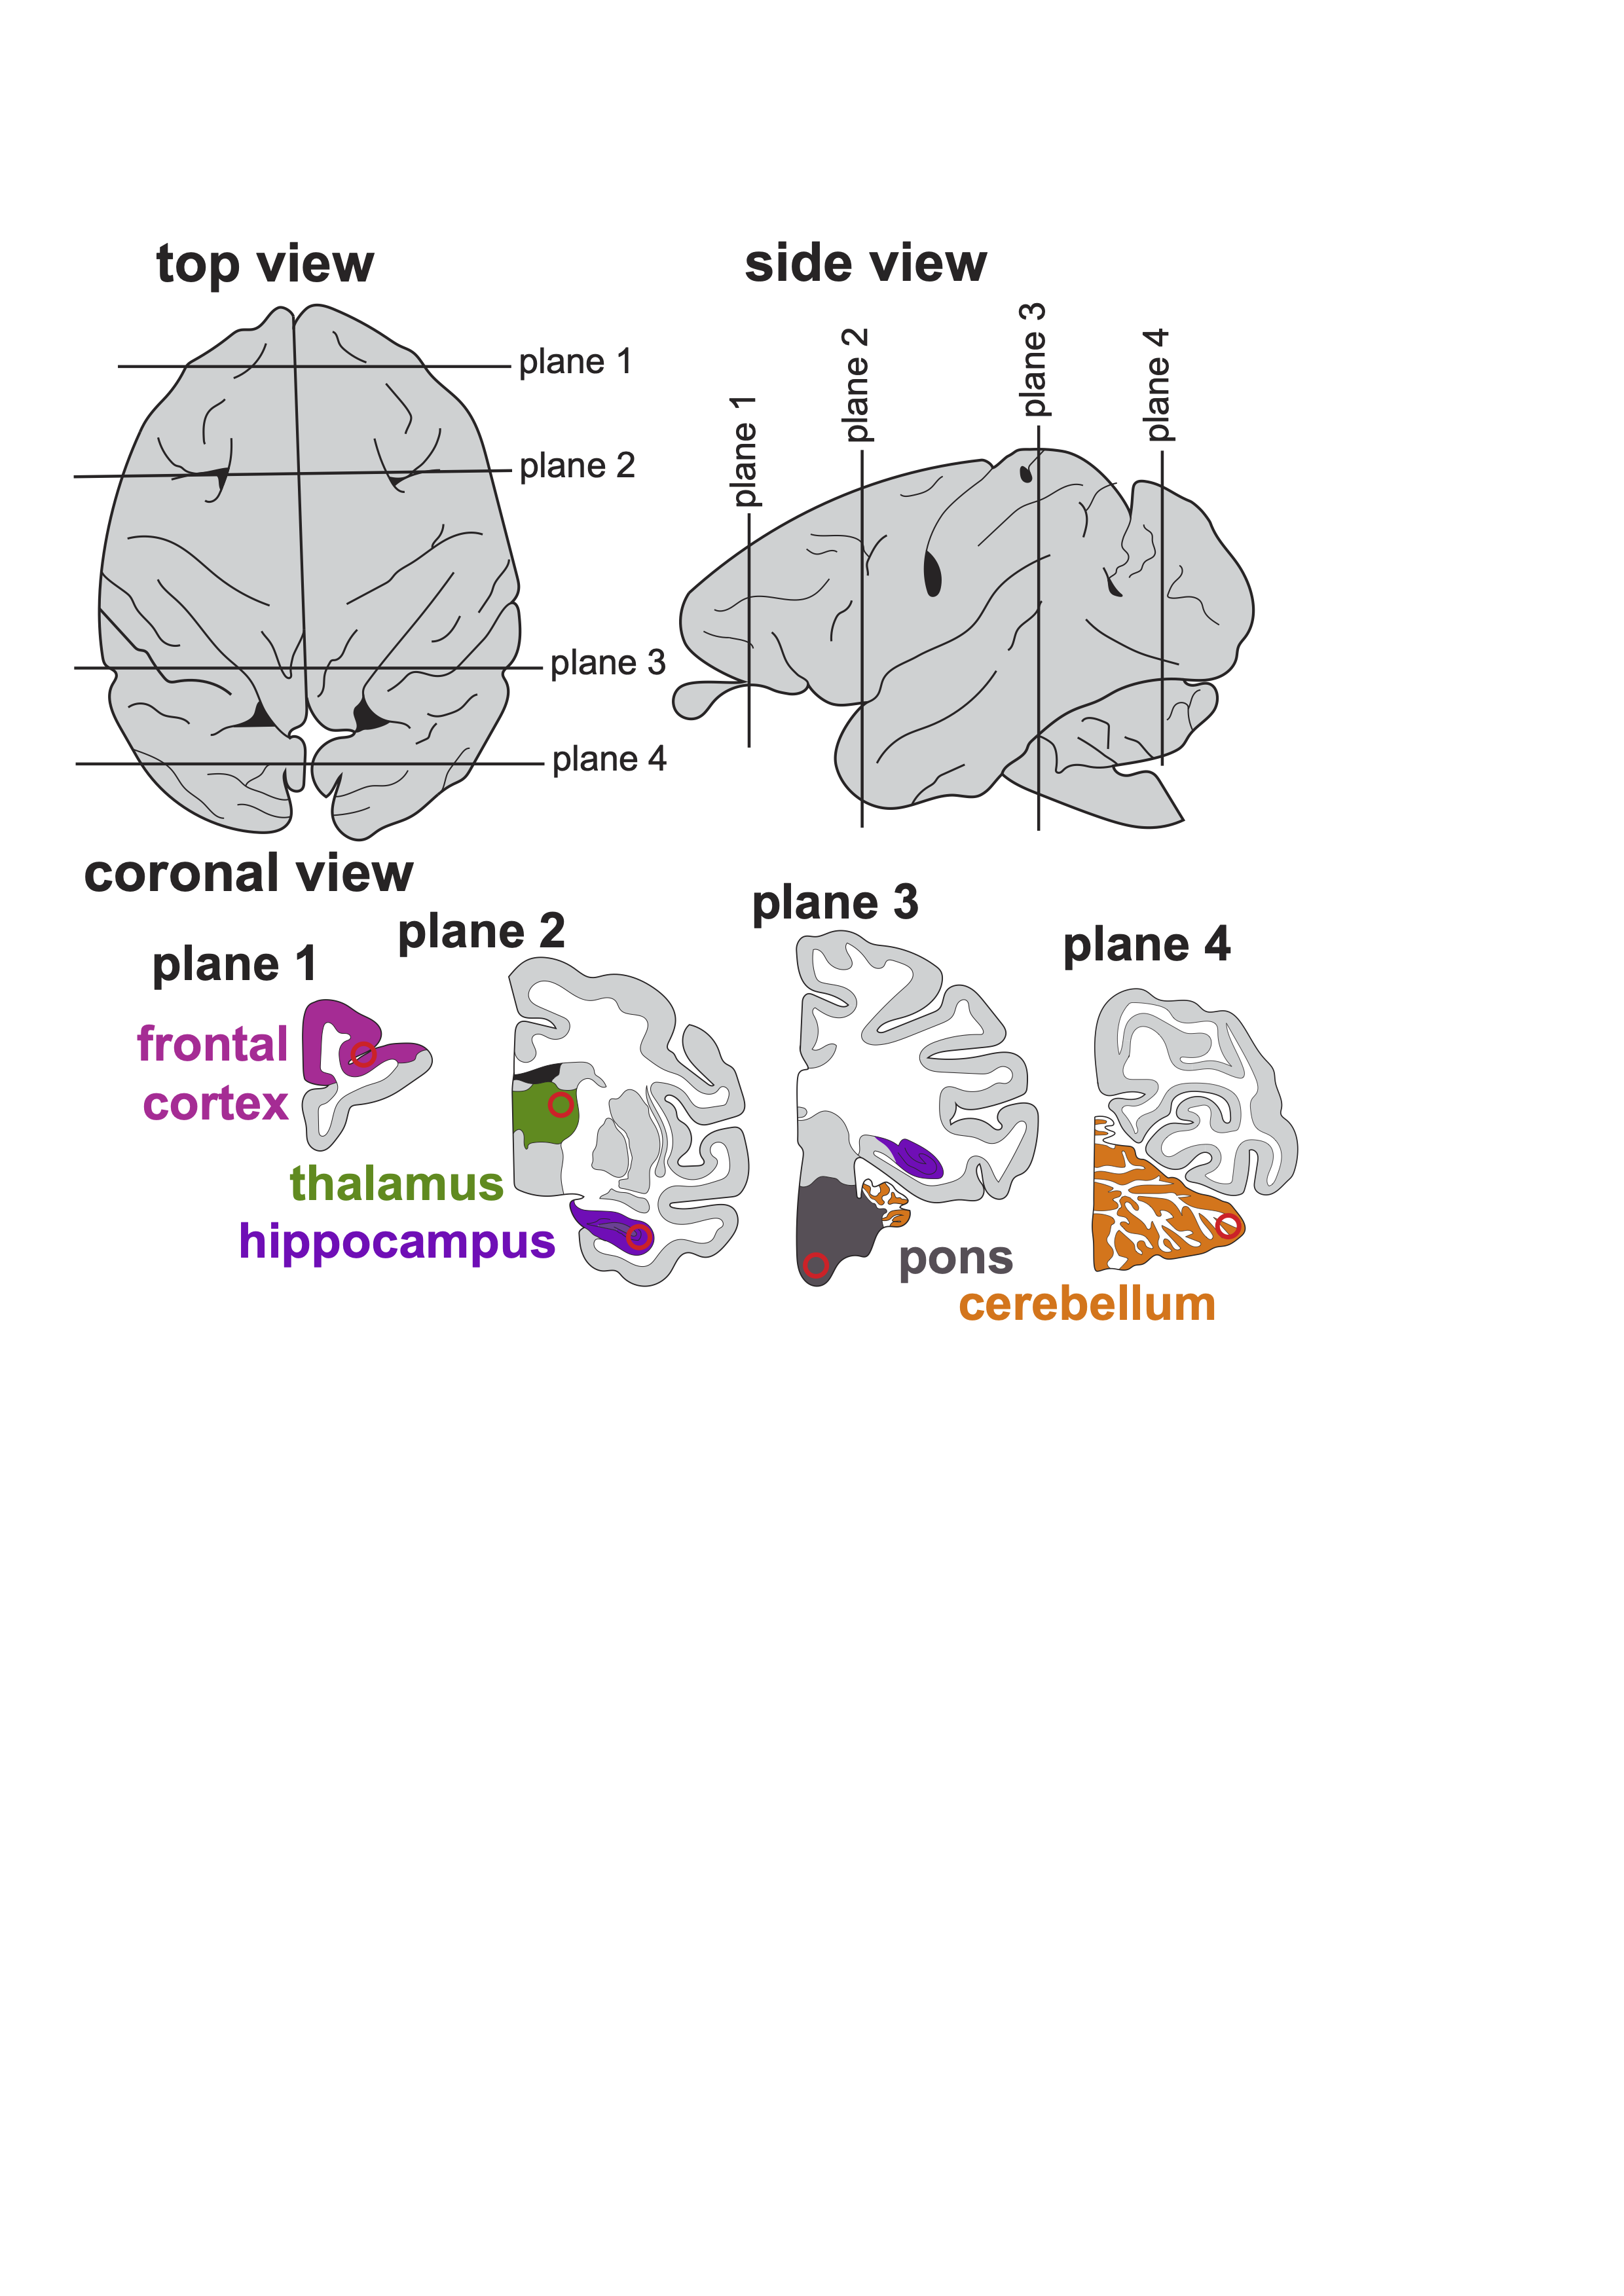 top view
plane 1
plane 2
plane 3
plane 4
side view
plane 1
plane 2
plane 3
plane 4
coronal view
plane 1
frontal
cortex
plane 2
thalamus
hippocampus
plane 3
pons
cerebellum
plane 4